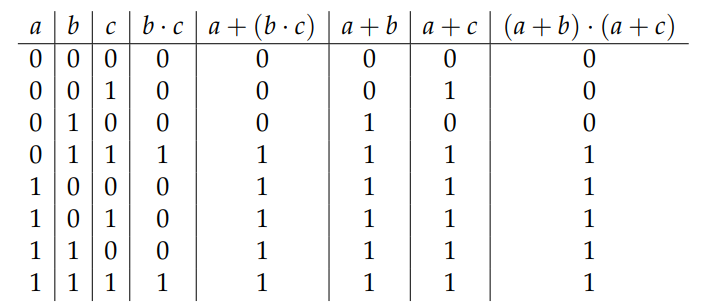 a b c b · c a + (b · c) a + b a + c (a + b) · (a + c)
0 0 0 0 0 0 0 0
0 0 1 0 0 0 1 0
0 1 0 0 0 1 0 0
0 1 1 1 1 1 1 1
1 0 0 0 1 1 1 1
1 0 1 0 1 1 1 1
1 1 0 0 1 1 1 1
1 1 1 1 1 1 1 1